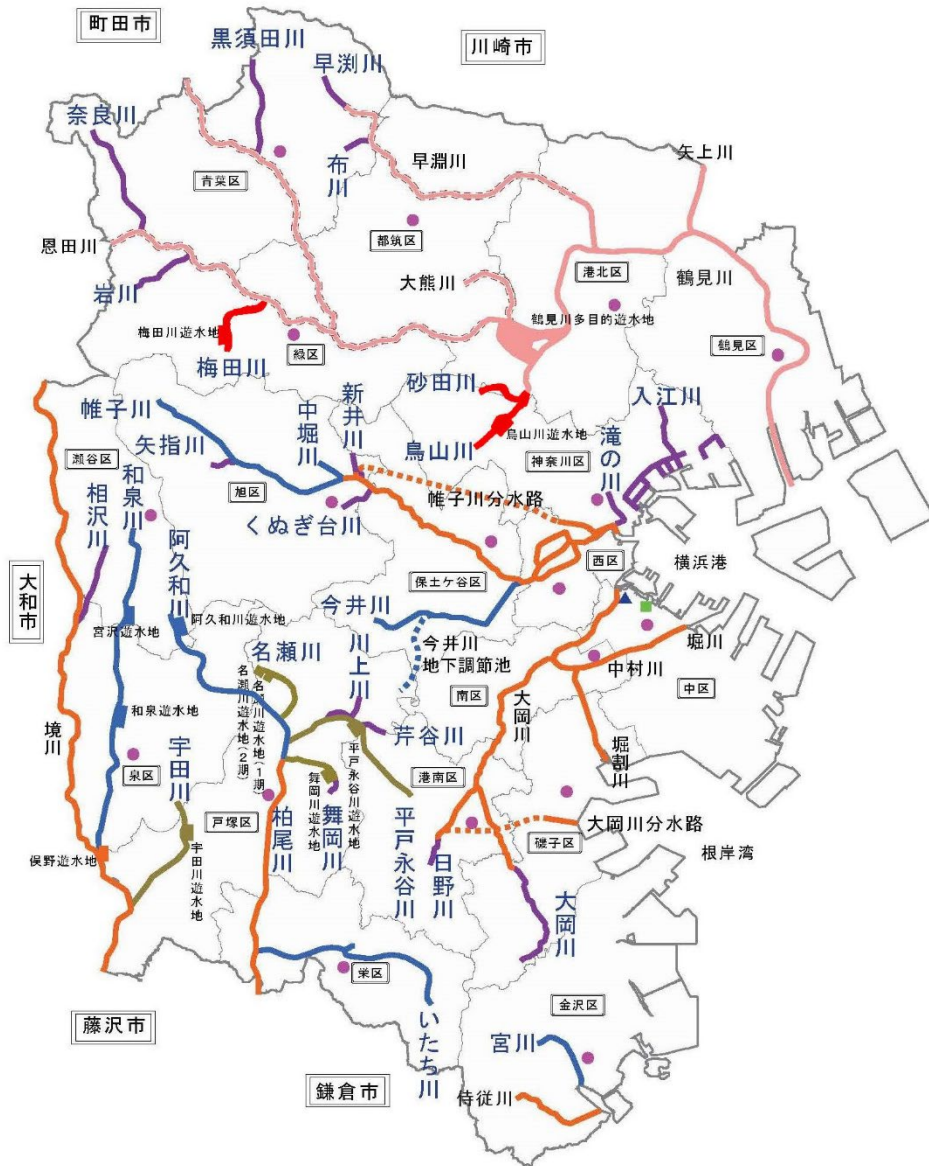 町田市
川崎市
黒須田川
早渕川
奈良川
布川
早淵川
矢上川
青葉区
都筑区
恩田川
大熊川
港北区
鶴見川
岩川
鶴見川多目的遊水地
梅田川遊水地
緑区
鶴見区
梅田川
砂田川
新井川
中堀川
入江川
帷子川
鳥山川
鳥山川遊水地
矢指川
瀬谷区
和泉川
旭区
神奈川区
滝の川
相沢川
くぬぎ台川
帷子川分水路
阿久和川
西区
横浜港
大和市
保土ケ谷区
今井川
宮沢遊水地
阿久和川遊水地
今井川
地下調節池
堀川
名瀬川
川上川
中村川
中区
南区
大岡川
名瀬川遊水地(1期)
名瀬川遊水地(2期)
和泉遊水地
境川
芹谷川
堀割川
宇田川
泉区
港南区
平戸永谷川遊水地
舞岡川遊水地
舞岡川
戸塚区
柏尾川
平戸永谷川
日野川
大岡川分水路
磯子区
根岸湾
俣野遊水地
宇田川遊水地
大岡川
栄区
金沢区
藤沢市
いたち川
宮川
鎌倉市
侍従川